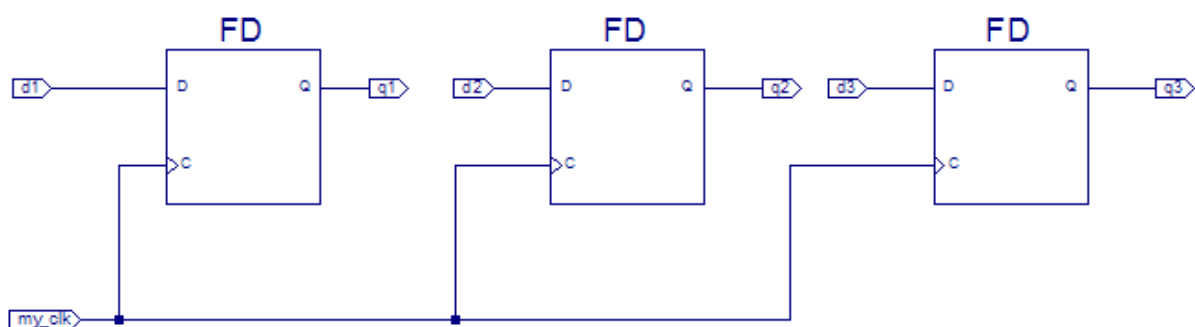 FD FD FD
d1 D Q q1 d2 D Q q2 d3 D Q q3
C C C
my_clk